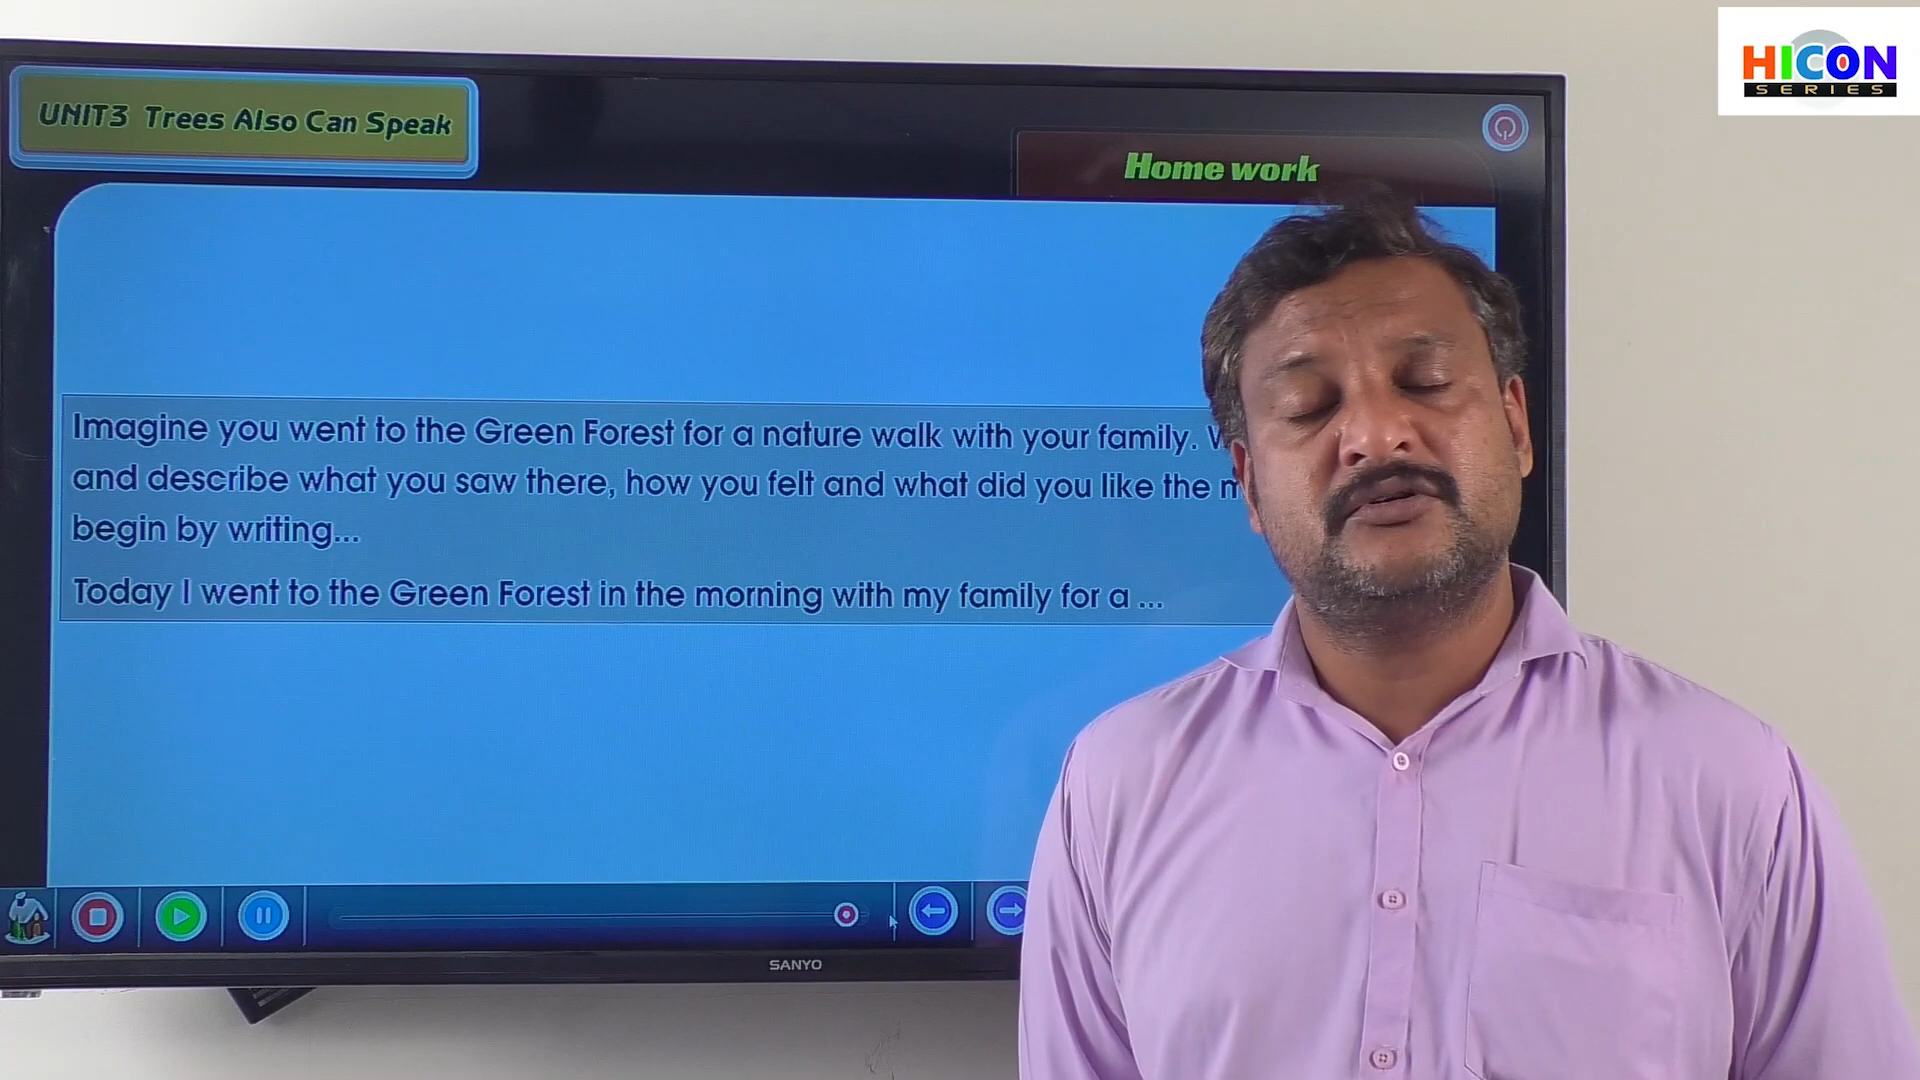 HICON
SERIES
UNIT3 Trees Also Can Speak
Home work
Imagine you went to the Green Forest for a nature walk with your family.
and describe what you saw there, how you felt and what did you like the
begin by writing...
Today I went to the Green Forest in the morning with my family for a ...
SANYO